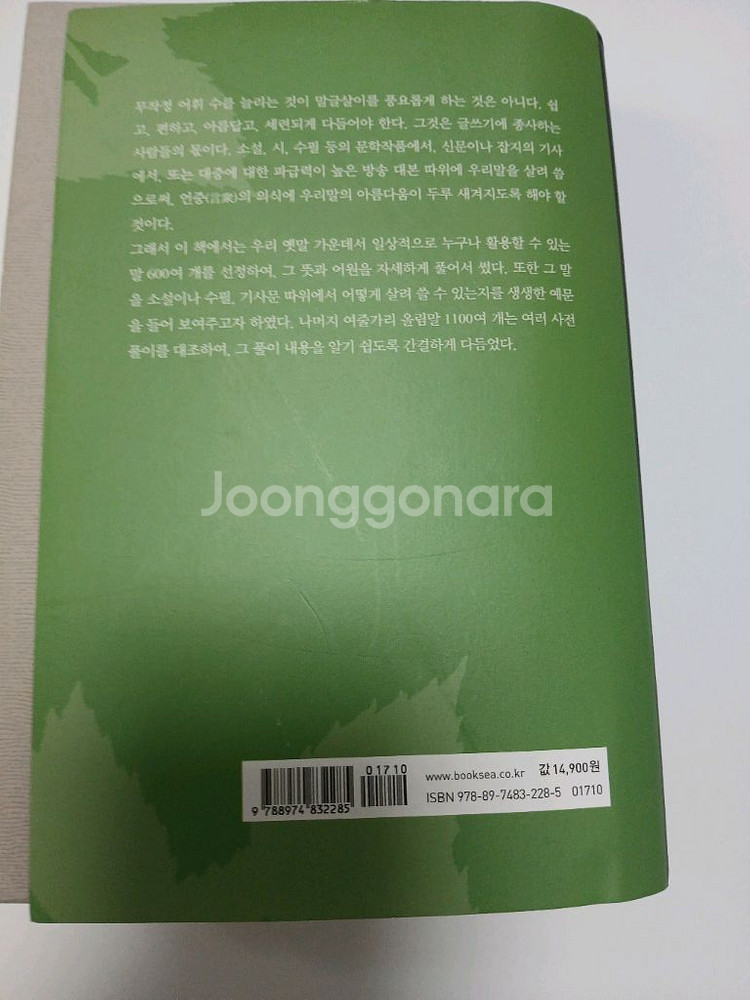 무작정 어휘 수를 늘리는 것이 말글살이를 풍요롭게 하는 것은 아니다. 쉽
고, 편하고, 아름답고, 세련되게 다듬어야 한다. 그것은 글쓰기에 종사하는
사람들의 몫이다. 소설, 시, 수필 등의 문학작품에서, 신문이나 잡지의 기사
에서, 또는 대중에 대한 파급력이 높은 방송 대본 따위에 우리말을 살려 씀
으로써, 언중(言衆)의 의식에 우리말의 아름다움이 두루 새겨지도록 해야 할
것이다.
그래서 이 책에서는 우리 옛말 가운데서 일상적으로 누구나 활용할 수 있는
말 600여 개를 선정하여, 그 뜻과 어원을 자세하게 풀어서 썼다. 또한 그 말
을 소설이나 수필, 기사문 따위에서 어떻게 살려 쓸 수 있는지를 생생한 예문
을 들어 보여주고자 하였다. 나머지 여줄가리 올림말 1100여 개는 여러 사전
풀이를 대조하여, 그 풀이 내용을 알기 쉽도록 간결하게 다듬었다.
Joonggonara
01710
9 788974 832285
www.booksea.co.kr 값 14,900원
ISBN 978-89-7483-228-5 01710